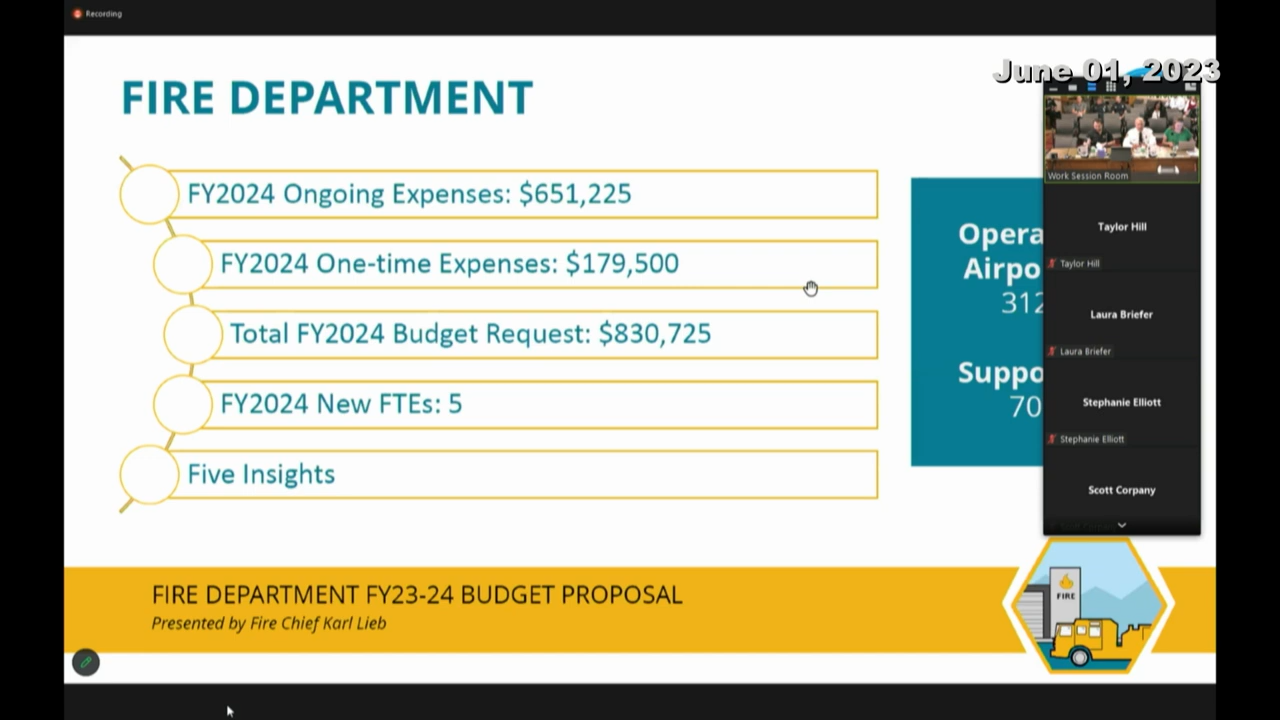 Recording
June 01, 2023
FIRE DEPARTMENT
FY2024 Ongoing Expenses: $651,225
FY2024 One-time Expenses: $179,500
Total FY2024 Budget Request: $830,725
FY2024 New FTEs: 5
Five Insights
Opera
Airpo
312
Suppo
70
Work Session Room
Taylor Hill
Taylor Hill
Laura Briefer
Laura Briefer
Stephanie Elliott
Stephanie Elliott
Scott Corpany
FIRE DEPARTMENT FY23-24 BUDGET PROPOSAL
Presented by Fire Chief Karl Lieb
FIRE